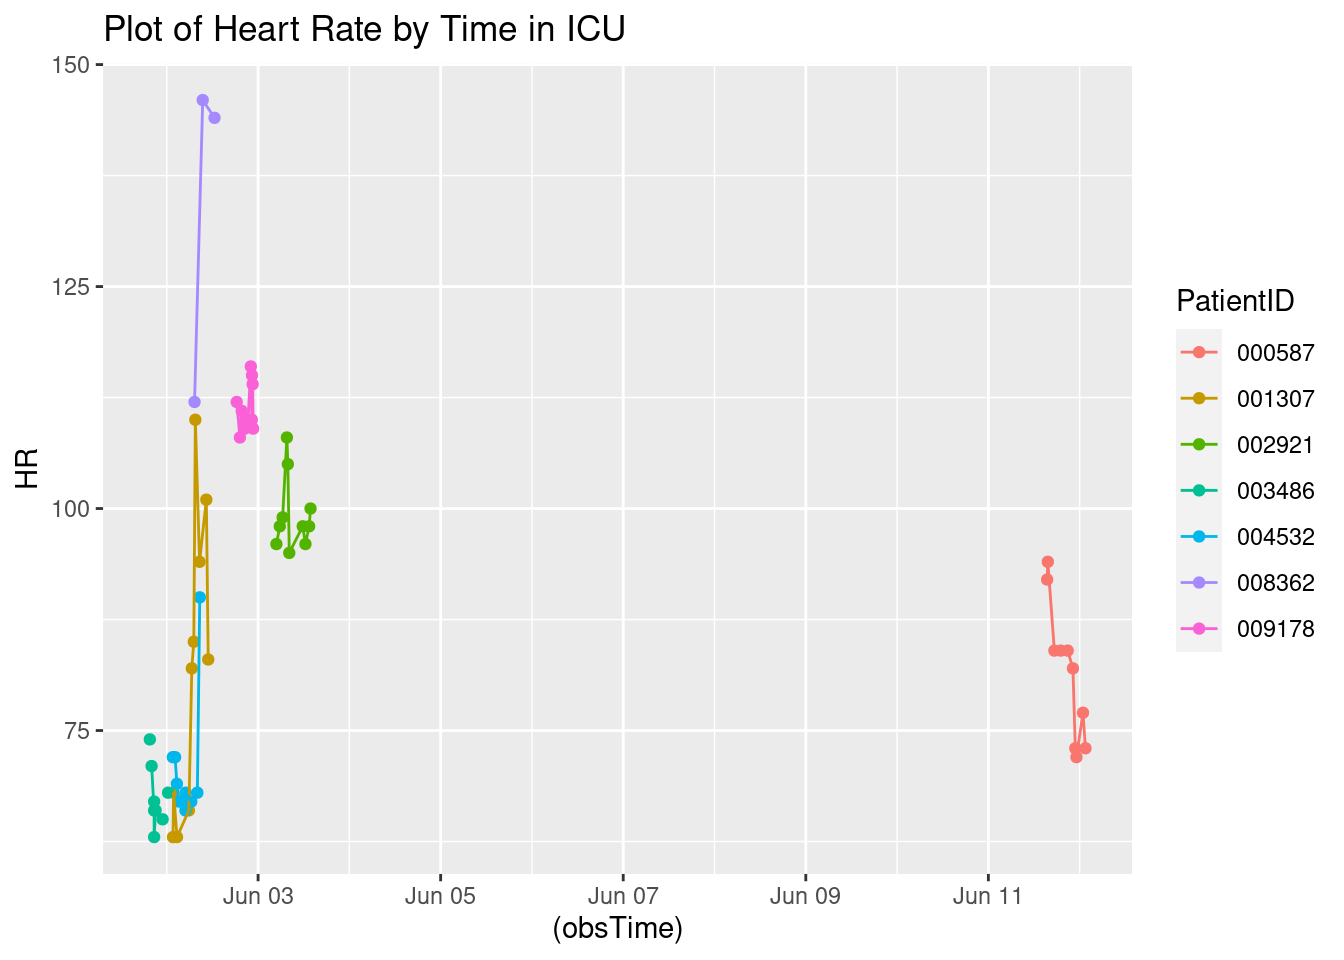 Plot of Heart Rate by Time in ICU
150
125
100
75
HR
Jun 03
Jun 05
Jun 07
Jun 09
Jun 11
(obsTime)
PatientID
000587
001307
002921
003486
004532
008362
009178